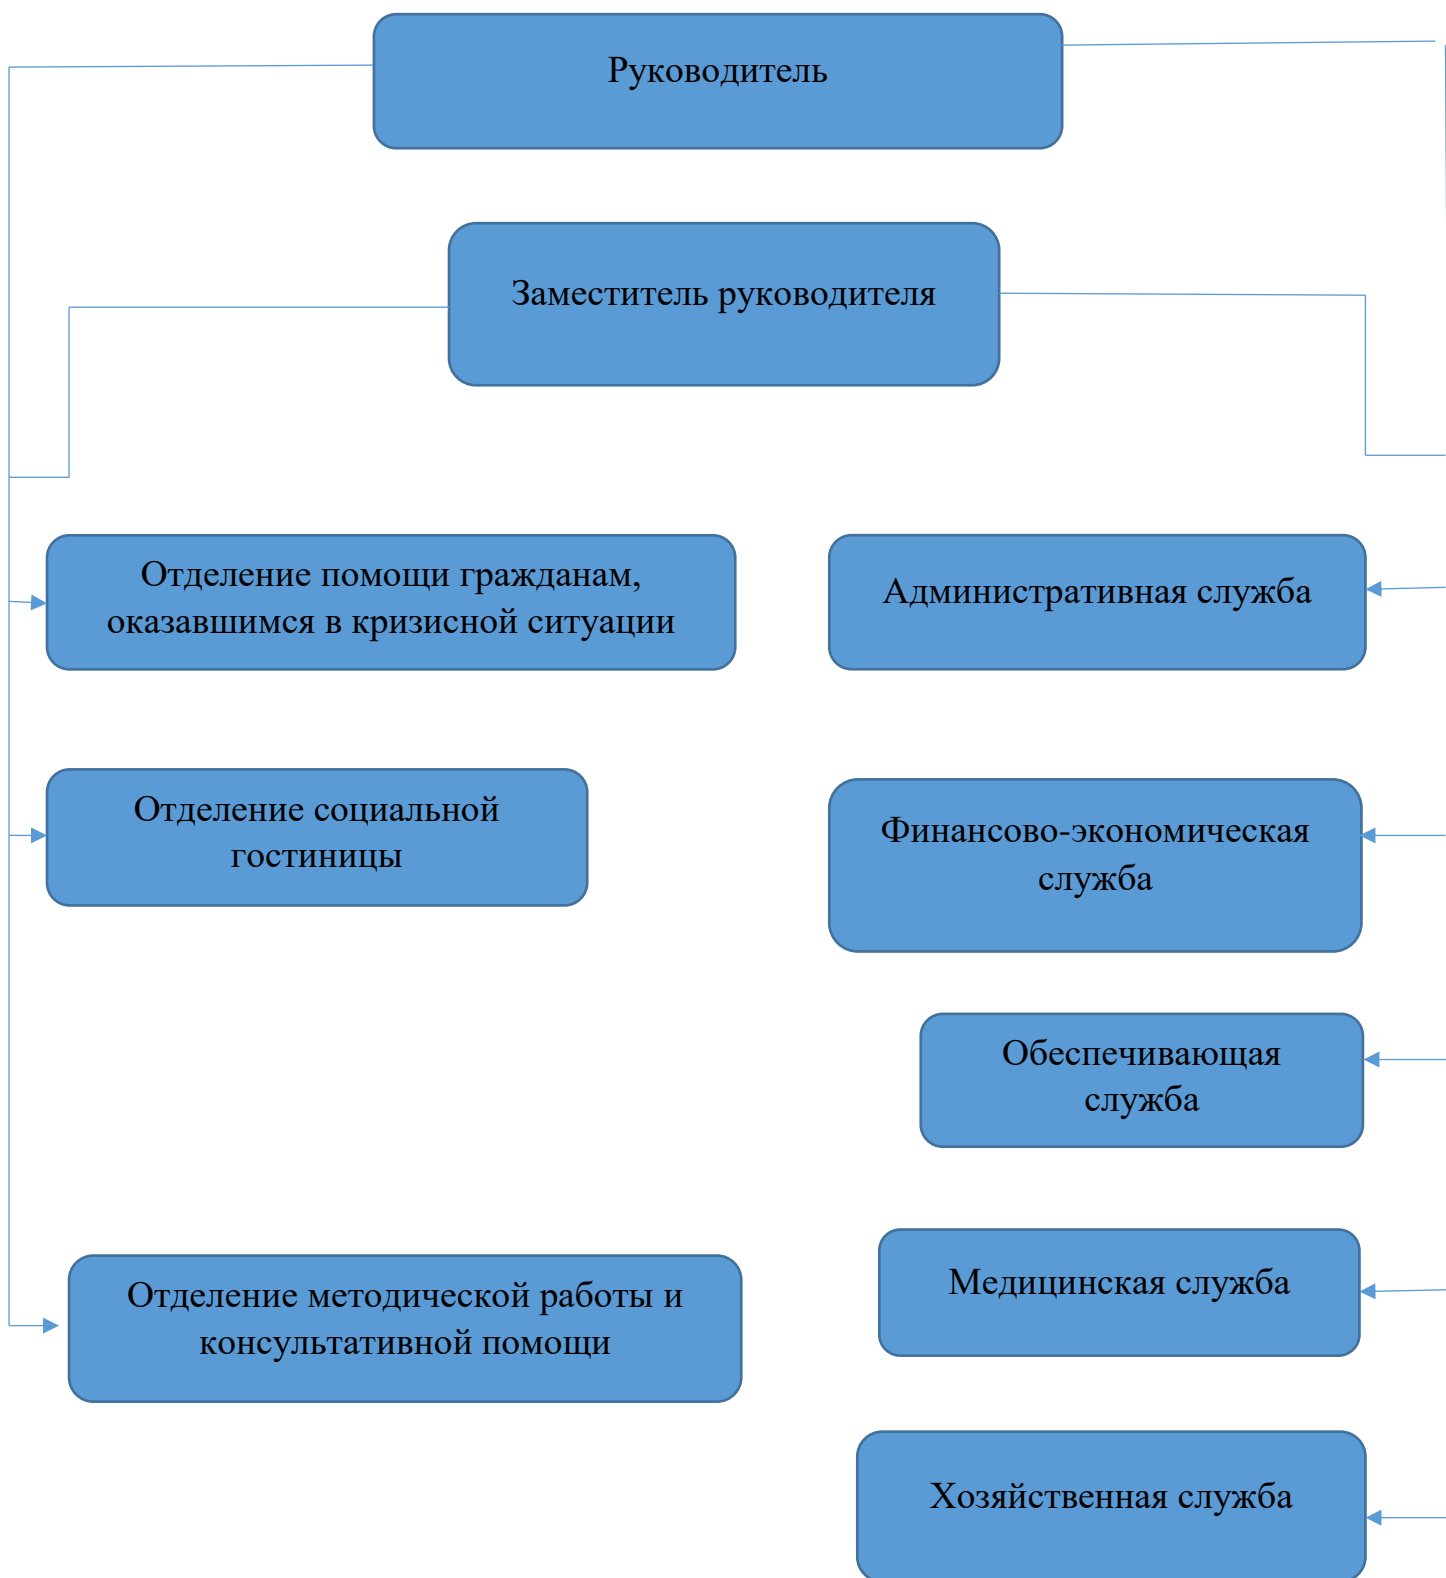 Руководитель
Заместитель руководителя
Отделение помощи гражданам,
оказавшимся в кризисной ситуации
Административная служба
Отделение социальной
гостиницы
Финансово-экономическая
служба
Обеспечивающая
служба
Отделение методической работы и
консультативной помощи
Медицинская служба
Хозяйственная служба